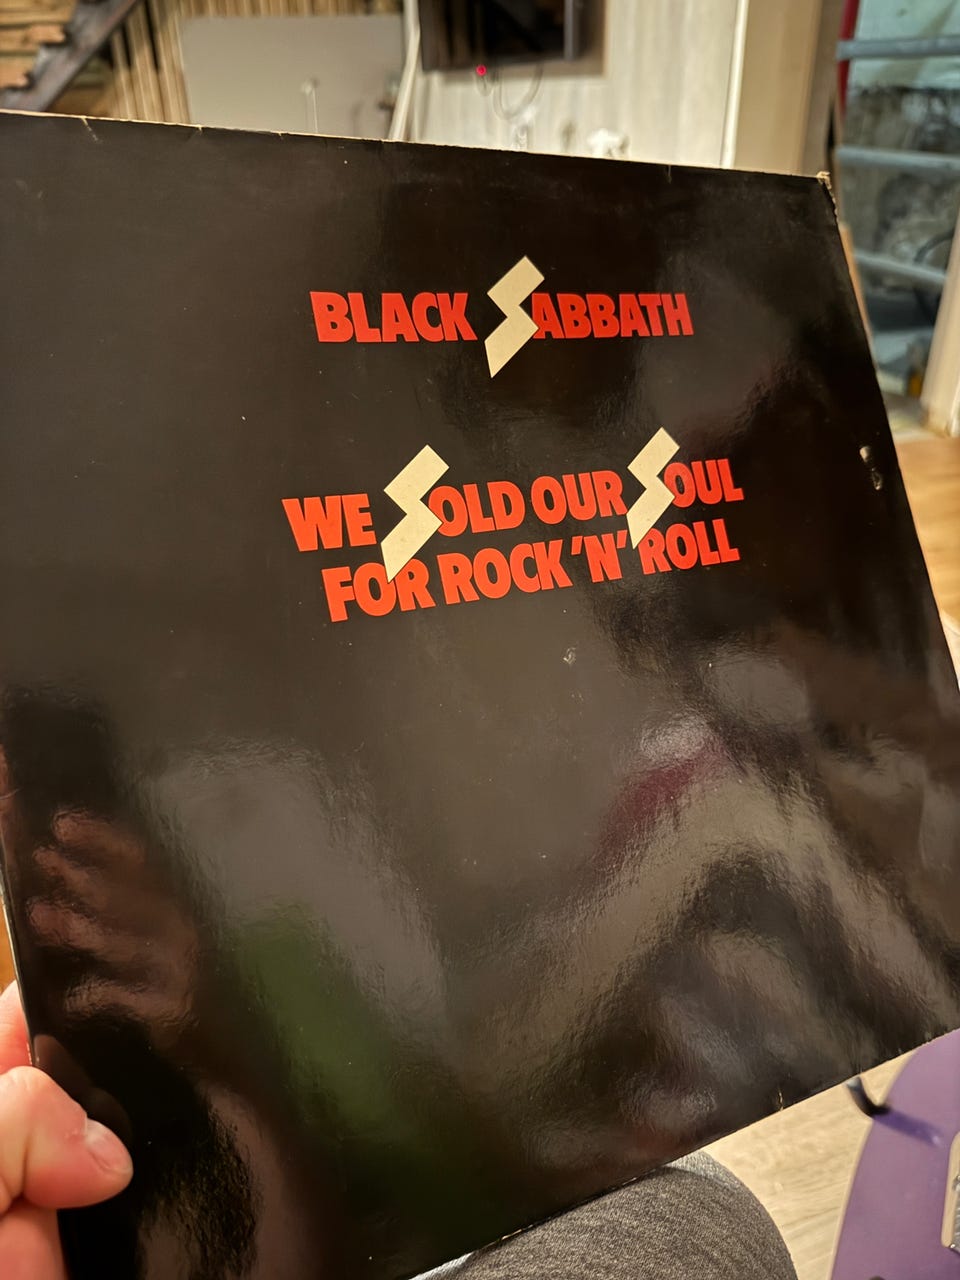 BLACK SABBATH
WE SOLD OUR SOUL
FOR ROCK 'N' ROLL